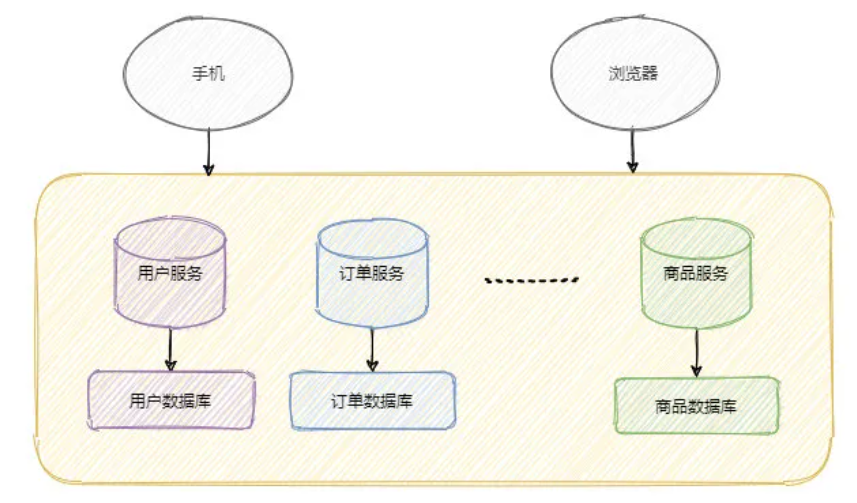 手机
浏览器
用户服务
订单服务
商品服务
用户数据库
订单数据库
商品数据库